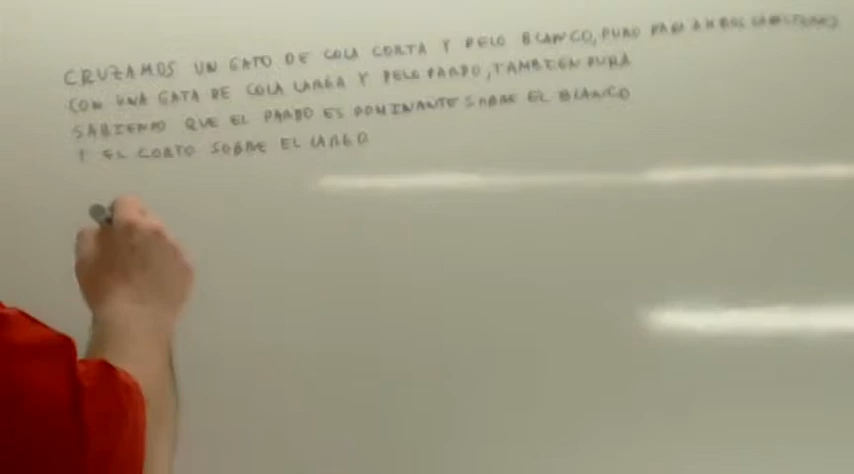 CRUZAMOS UN GATO DE COLA CORTA Y PELO BLANCO, PURO PARA AMBOS CARACTERES
CON UNA GATA DE COLA LARGA Y PELO PARDO, TAMBIEN PURA
SABIENDO QUE EL PARDO ES DOMINANTE SOBRE EL BLANCO
Y EL CORTO SOBRE EL LARGO